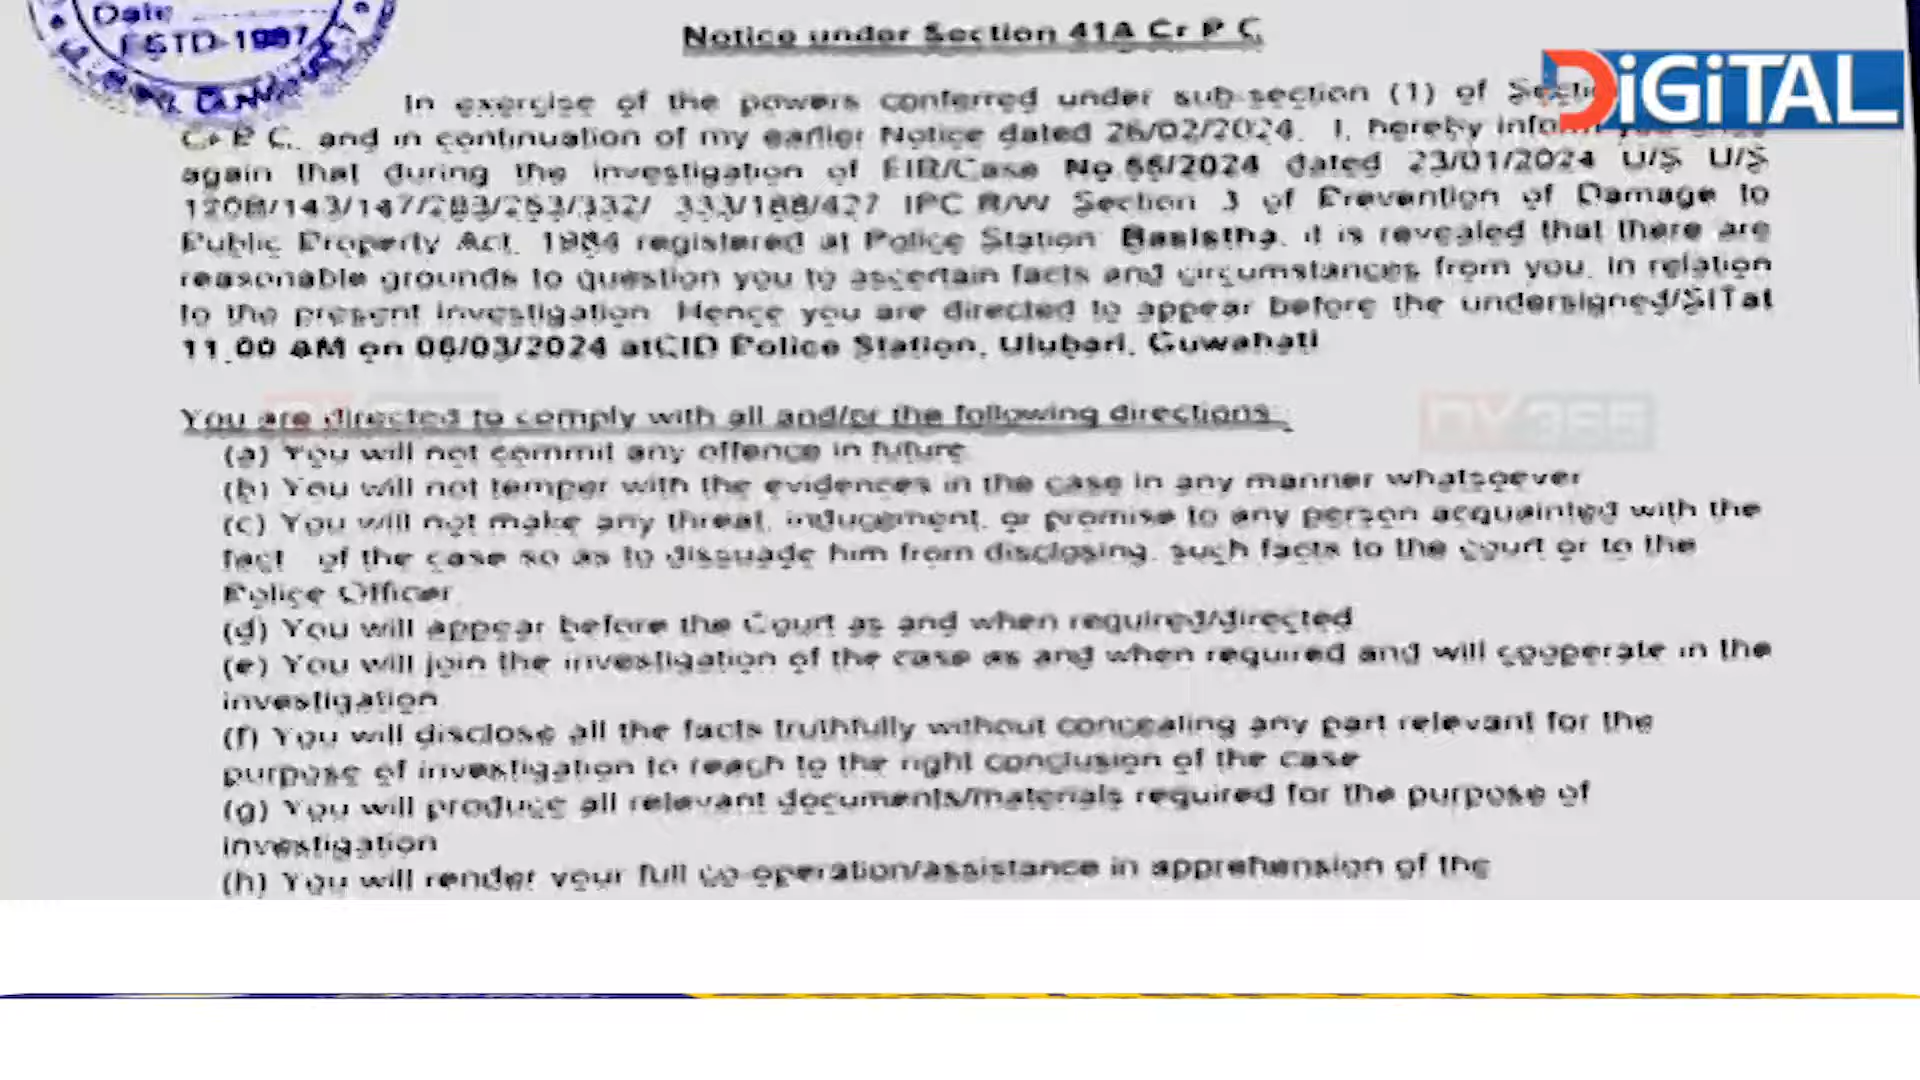 Date
ESTD-1987
DiGiTAL
Notice under Section 41A Cr P C
In exercise of the powers conferred under sub-section (1) of
Cr P C. and in continuation of my earlier Notice dated 26/02/2024. I, hereby inform you
again that during the investigation of FIR/Case No 55/2024 dated 23/01/2024 U/S U/S
120B/143/147/283/253/332/ 333/188/427 IPC R/W Section 3 of Prevention of Damage to
Public Property Act, 1984 registered at Police Station Basistha, it is revealed that there are
reasonable grounds to question you to ascertain facts and circumstances from you, in relation
to the present investigation. Hence you are directed to appear before the undersigned/SITat
11.00 AM on 06/03/2024 atCID Police Station, Ulubari, Guwahati
DY365
DY365
You are directed to comply with all and/or the following directions :
(a) You will not commit any offence in future
(b) You will not temper with the evidences in the case in any manner whatsoever
(c) You will not make any threat, inducement, or promise to any person acquainted with the
fact of the case so as to dissuade him from disclosing, such facts to the court or to the
Police Officer
(d) You will appear before the Court as and when required/directed
(e) You will join the investigation of the case as and when required and will cooperate in the
investigation
(f) You will disclose all the facts truthfully without concealing any part relevant for the
purpose of investigation to reach to the right conclusion of the case
(g) You will produce all relevant documents/materials required for the purpose of
investigation
(h) You will render your full co-operation/assistance in apprehension of the